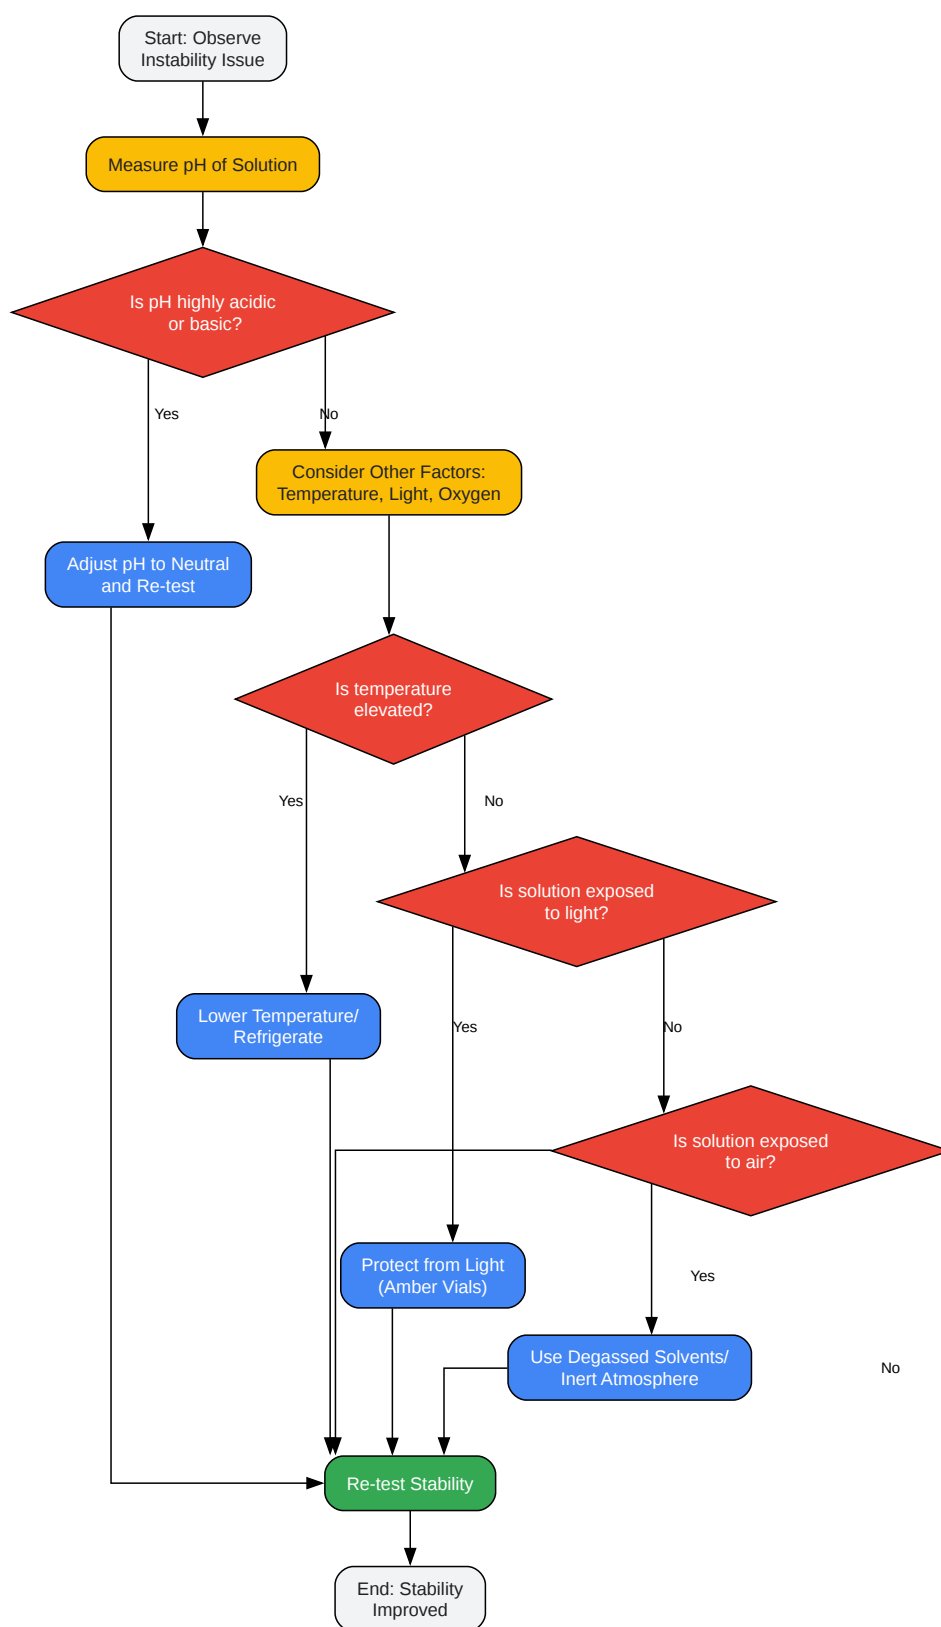 Start: Observe
Instability Issue
Measure pH of Solution
Is pH highly acidic
or basic?
Yes
No
Consider Other Factors:
Temperature, Light, Oxygen
Adjust pH to Neutral
and Re-test
Is temperature
elevated?
Yes
No
Is solution exposed
to light?
Lower Temperature/
Refrigerate
Yes
No
Is solution exposed
to air?
Protect from Light
(Amber Vials)
Yes
Use Degassed Solvents/
Inert Atmosphere
No
Re-test Stability
End: Stability
Improved